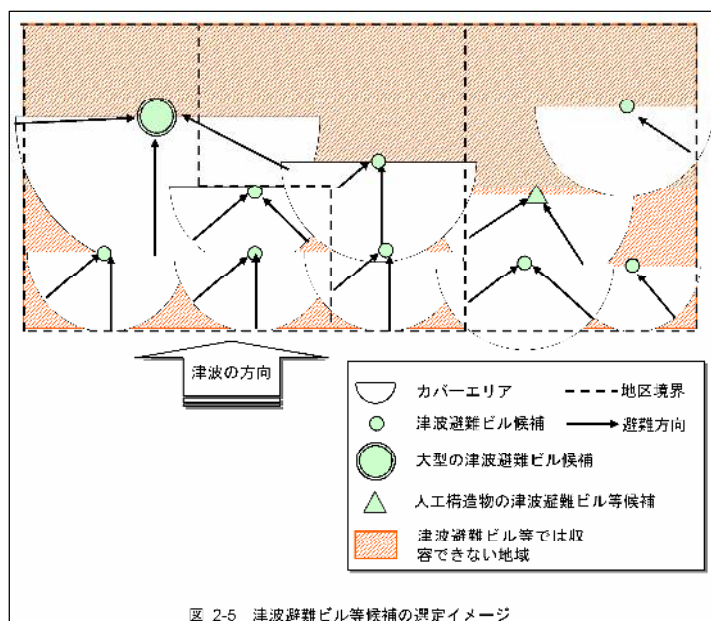 津波の方向
カバーエリア
地区境界
津波避難ビル候補
避難方向
大型の津波避難ビル候補
人工構造物の津波避難ビル等候補
津波避難ビル等では収
容できない地域
図 2-5 津波避難ビル等候補の選定イメージ